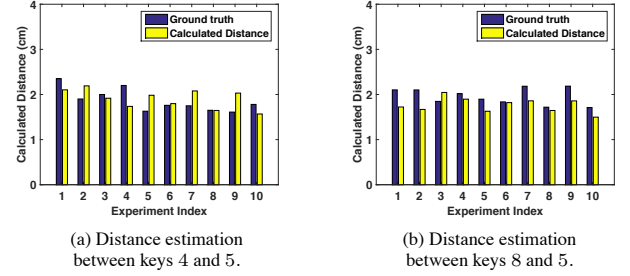 4
3
2
1
0
Calculated Distance (cm)
Ground truth
Calculated Distance
1 2 3 4 5 6 7 8 9 10
Experiment Index
(a) Distance estimation
between keys 4 and 5.
4
3
2
1
0
Calculated Distance (cm)
Ground truth
Calculated Distance
1 2 3 4 5 6 7 8 9 10
Experiment Index
(b) Distance estimation
between keys 8 and 5.